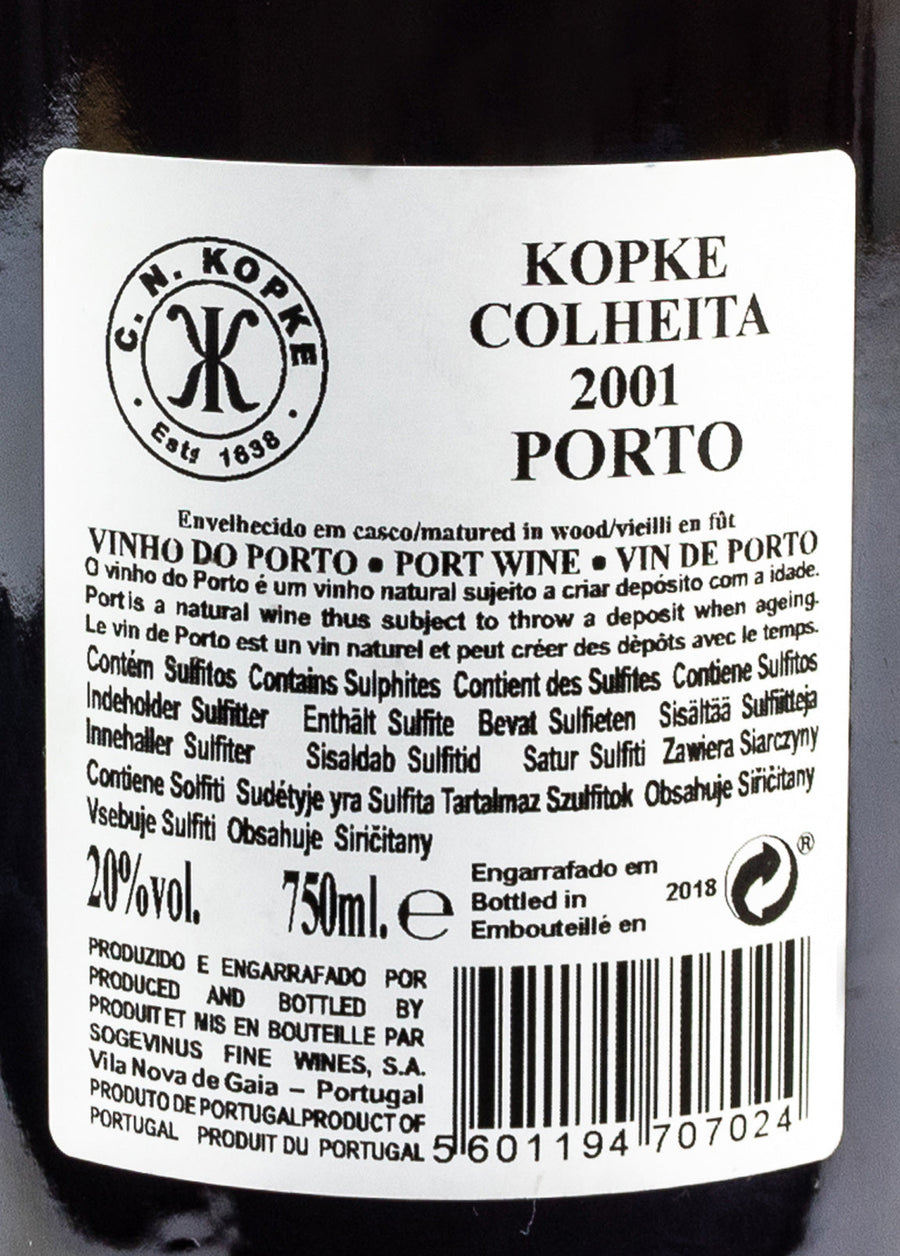 C. N. KOPKE
Estd 1638
KOPKE
COLHEITA
2001
PORTO
Envelhecido em casco/matured in wood/vieilli en fût
VINHO DO PORTO • PORT WINE • VIN DE PORTO
O vinho do Porto é um vinho natural sujeito a criar depósito com a idade.
Port is a natural wine thus subject to throw a deposit when ageing.
Le vin de Porto est un vin naturel et peut créer des dèpôts avec le temps.
Contém Sulfitos Contains Sulphites Contient des Sulfites Contiene Sulfitos
Indeholder Sulfitter Enthält Sulfite Bevat Sulfieten Sisältää Sulfiitteja
Innehaller Sulfiter Sisaldab Sulfitid Satur Sulfiti Zawiera Siarczyny
Contiene Solfiti Sudétyje yra Sulfita Tartalmaz Szulfitok Obsahuje Siřičitany
Vsebuje Sulfiti Obsahuje Siričitany
20%vol. 750ml. e
Engarrafado em
Bottled in
Embouteillé en
2018
®
PRODUZIDO E ENGARRAFADO POR
PRODUCED AND BOTTLED BY
PRODUIT ET MIS EN BOUTEILLE PAR
SOGEVINUS FINE WINES, S.A.
Vila Nova de Gaia – Portugal
PRODUTO DE PORTUGAL PRODUCT OF
PORTUGAL PRODUIT DU PORTUGAL
5 601194 707024